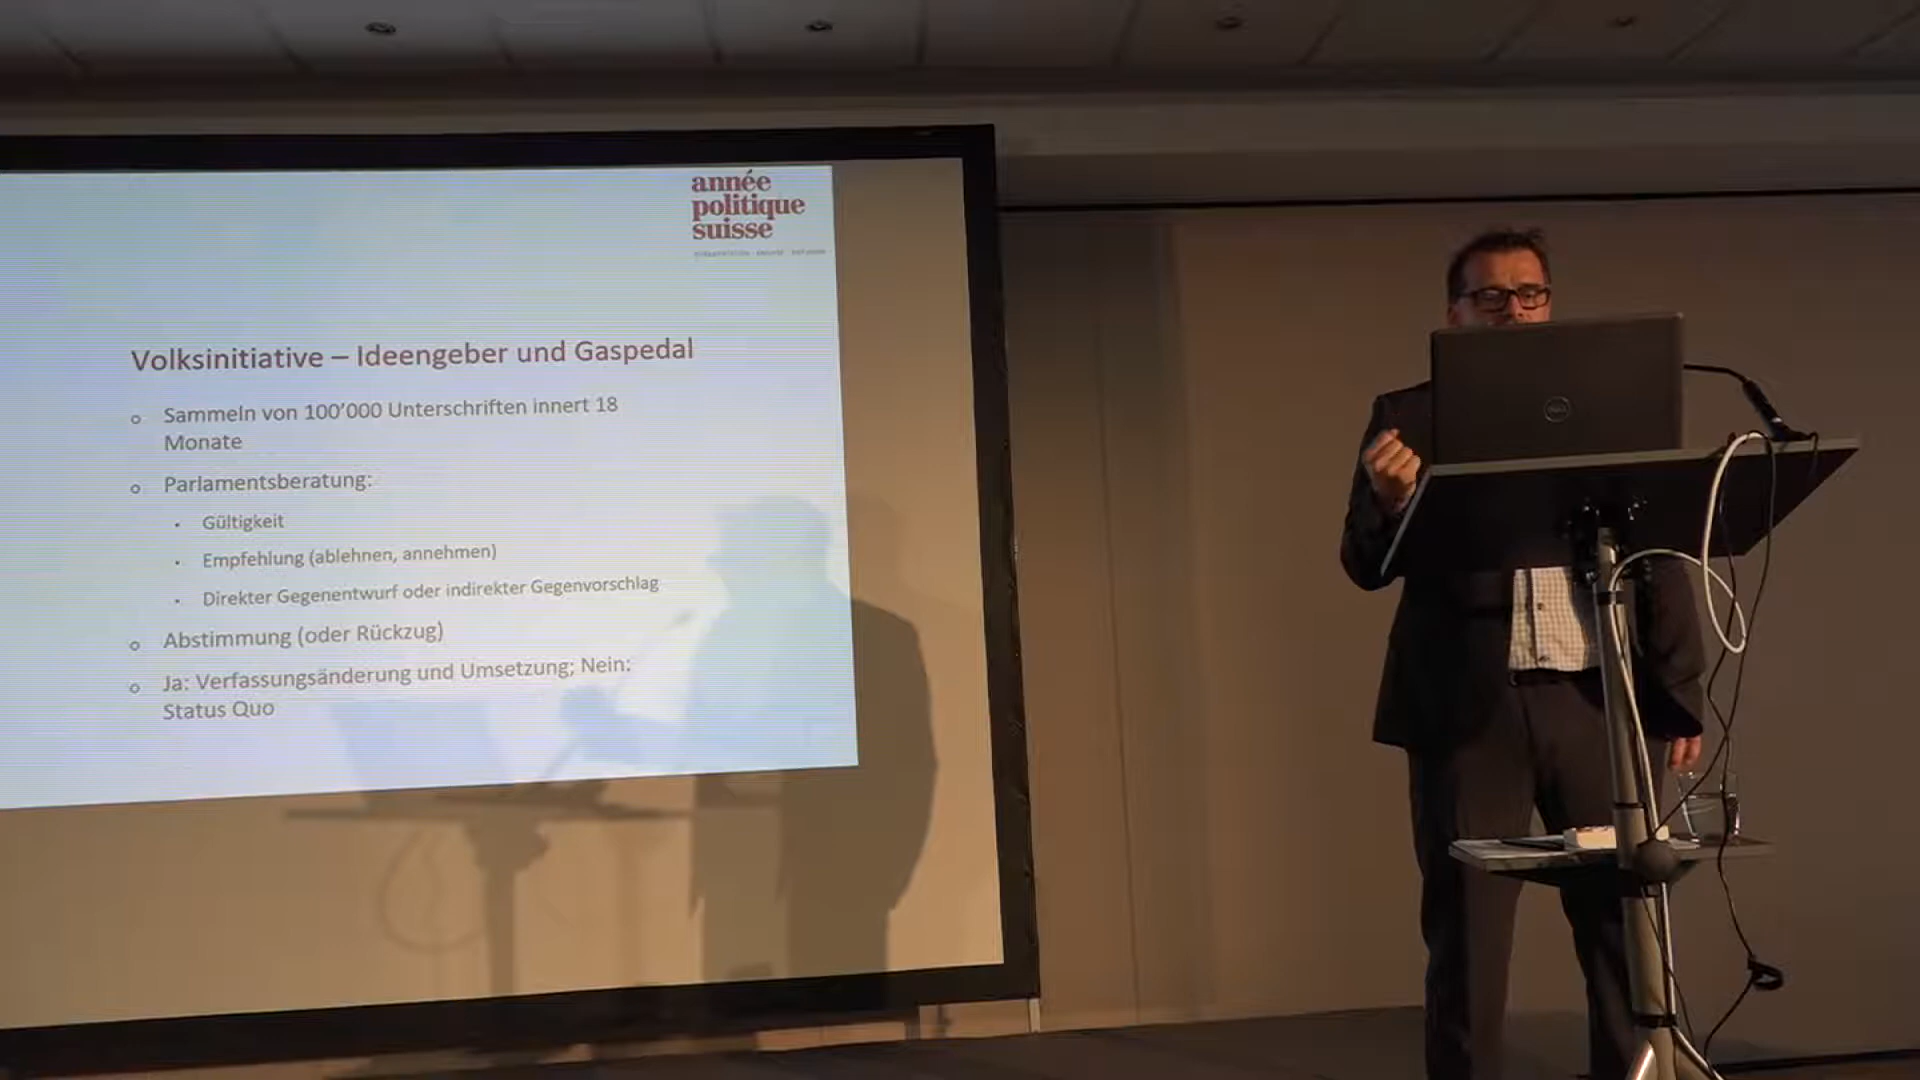 année
politique
suisse
Volksinitiative – Ideengeber und Gaspedal
Sammeln von 100’000 Unterschriften innert 18
Monate
Parlamentsberatung:
Gültigkeit
Empfehlung (ablehnen, annehmen)
Direkter Gegenentwurf oder indirekter Gegenvorschlag
Abstimmung (oder Rückzug)
Ja: Verfassungsänderung und Umsetzung; Nein:
Status Quo
DELL